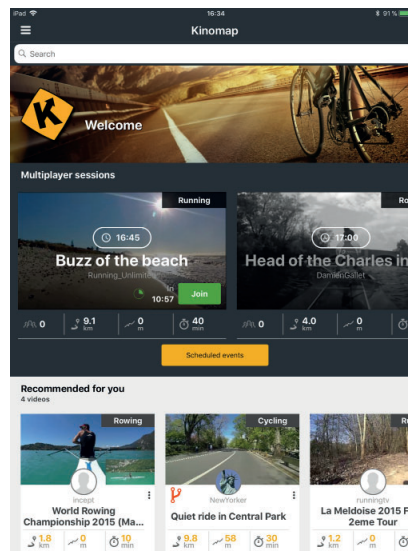 iPad 16:34 91 %
Kinomap
Search
K
Welcome
Multiplayer sessions
Running
16:45
Buzz of the beach
Running_Unlimited
in
10:57
Join
0 9.1 km 0 m 40 min
Ro
17:00
Head of the Charles in
DamienGallet
0 4.0 km 0 m min
Scheduled events
Recommended for you
4 videos
Rowing
incept
World Rowing
Championship 2015 (Ma...
1.8 km 0 m 10 min
Cycling
NewYorker
Quiet ride in Central Park
9.8 km 58 m 30 min
Ru
runningtv
La Meldoise 2015 F
2eme Tour
1.2 km 0 m